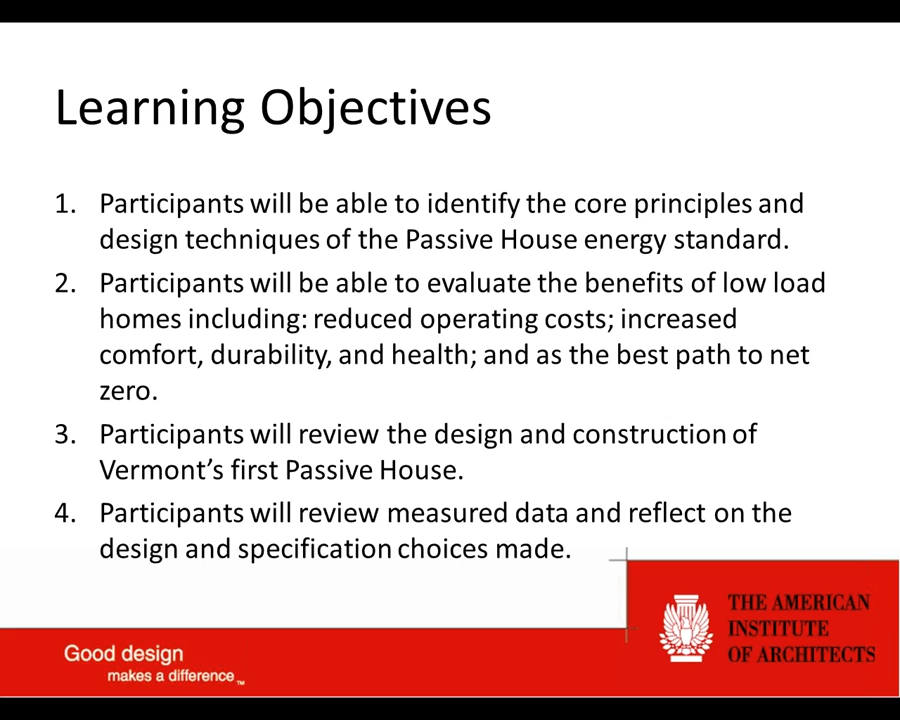 Learning Objectives
1. Participants will be able to identify the core principles and
design techniques of the Passive House energy standard.
2. Participants will be able to evaluate the benefits of low load
homes including: reduced operating costs; increased
comfort, durability, and health; and as the best path to net
zero.
3. Participants will review the design and construction of
Vermont's first Passive House.
4. Participants will review measured data and reflect on the
design and specification choices made.
THE AMERICAN
INSTITUTE
OF ARCHITECTS
Good design
makes a difference™